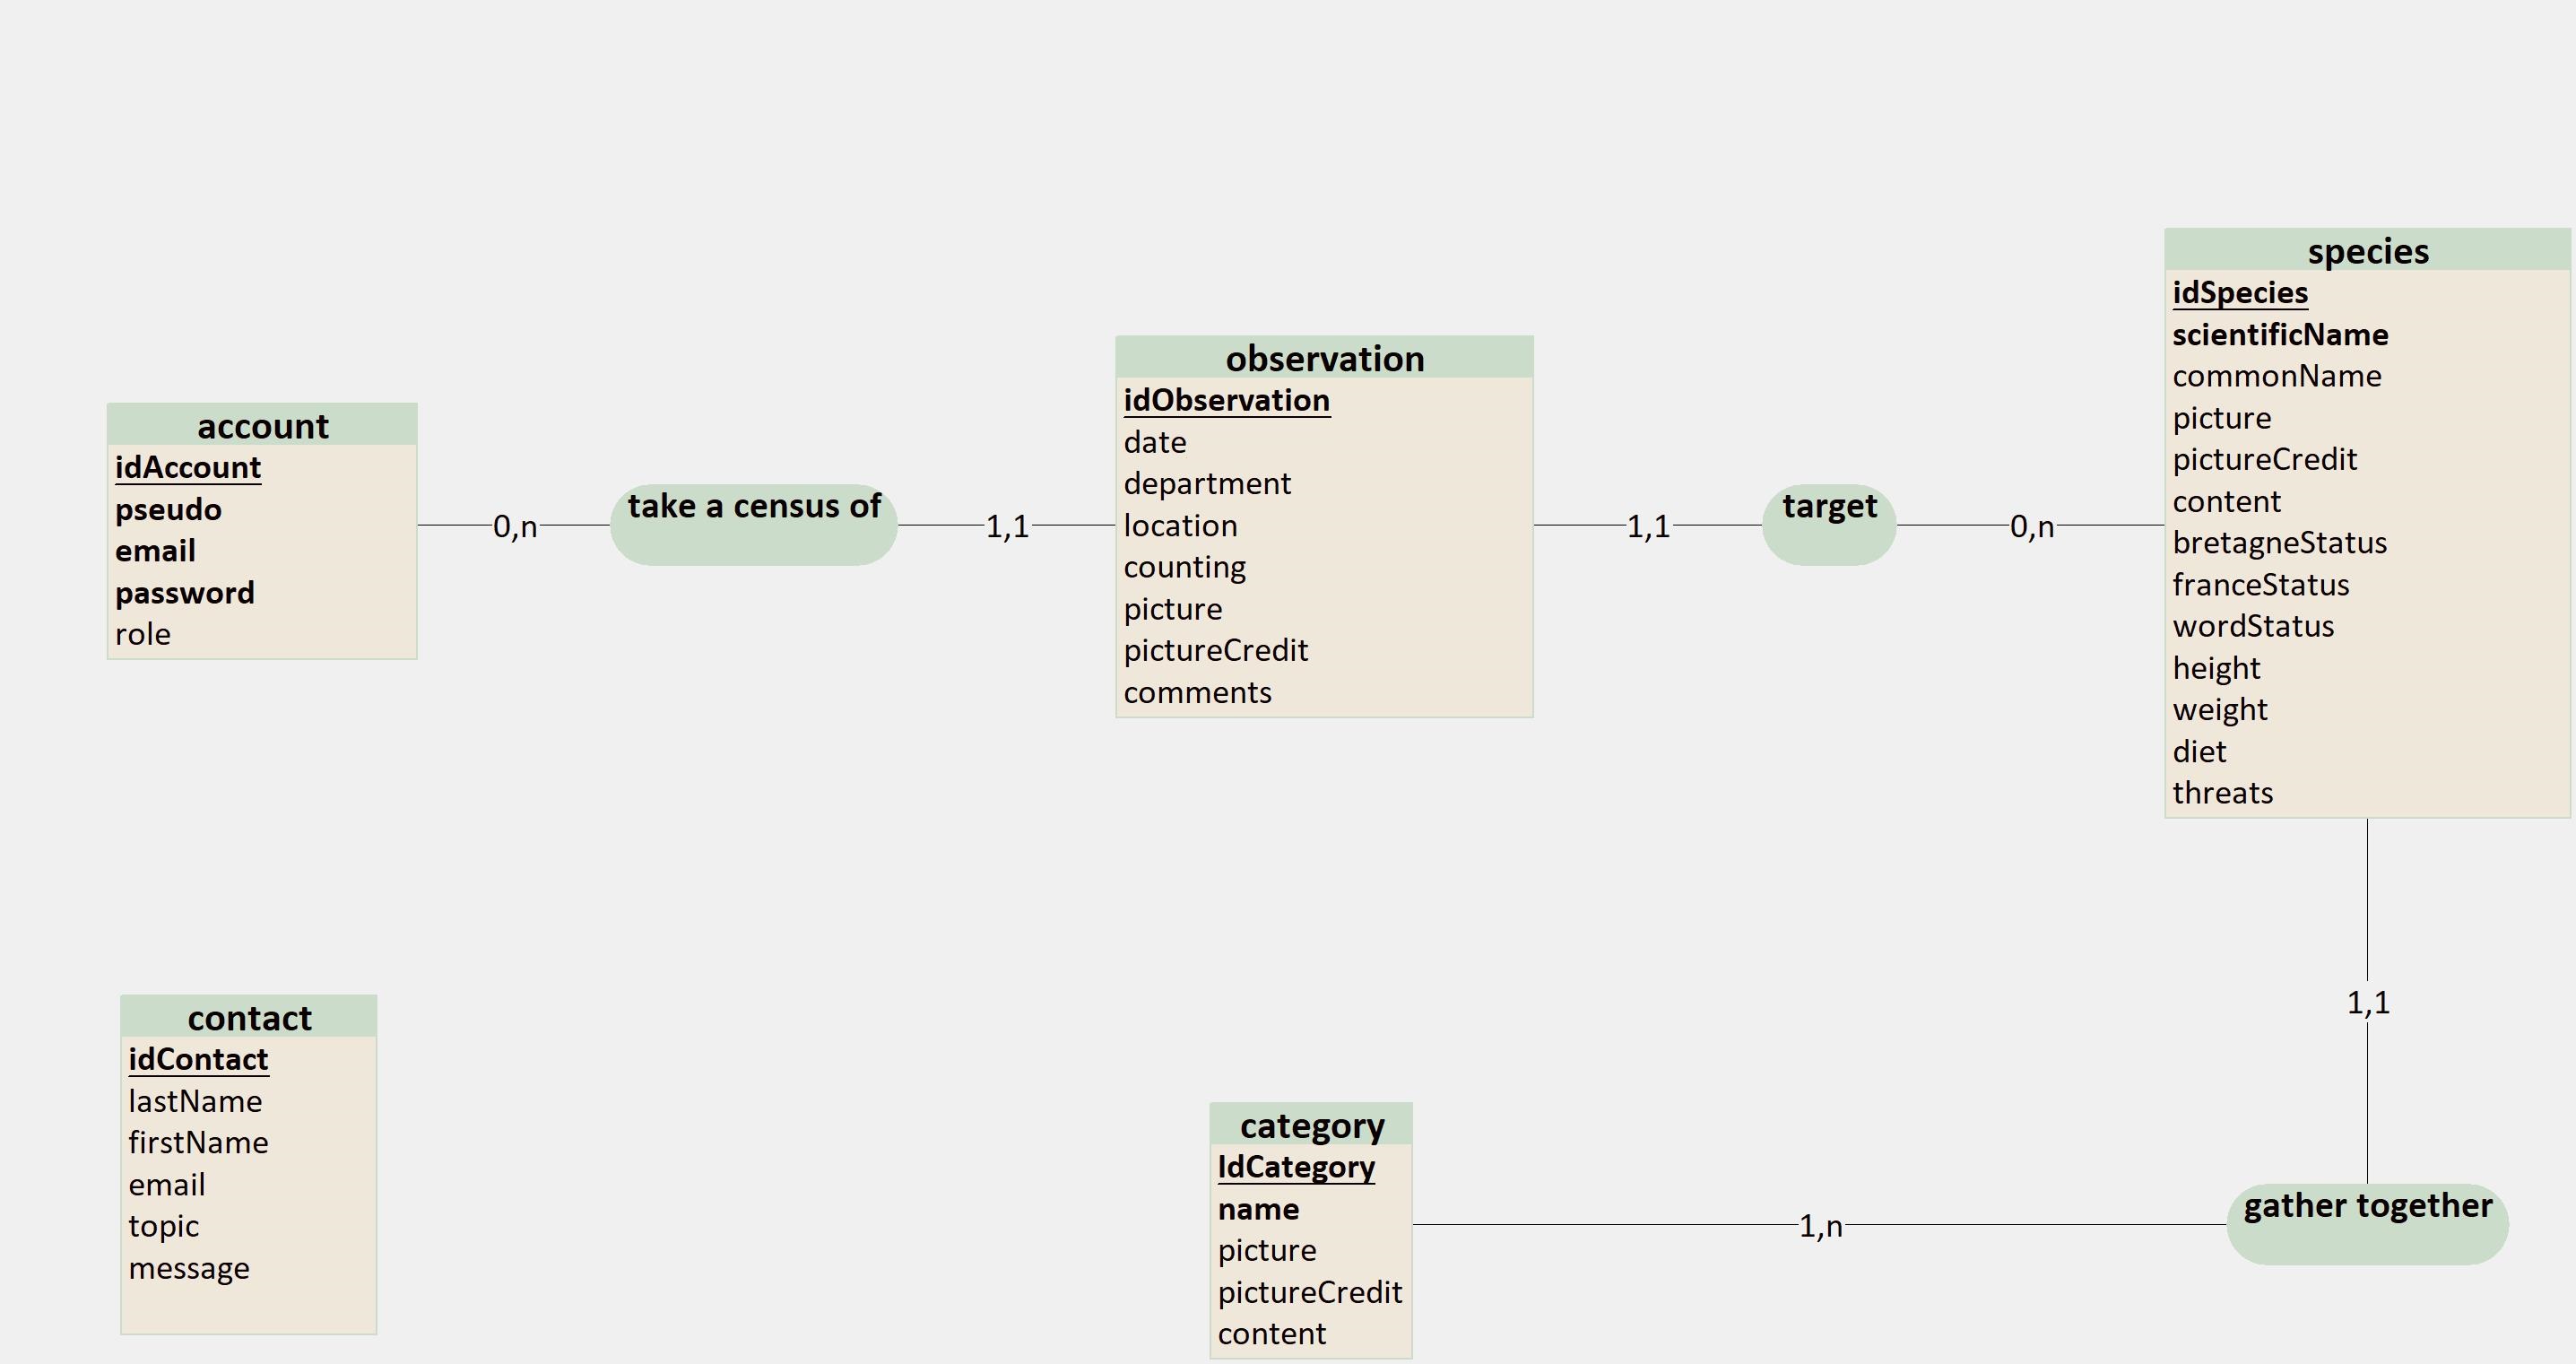 account
idAccount
pseudo
email
password
role
0,n
take a census of
1,1
observation
idObservation
date
department
location
counting
picture
pictureCredit
comments
1,1
target
0,n
species
idSpecies
scientificName
commonName
picture
pictureCredit
content
bretagneStatus
franceStatus
wordStatus
height
weight
diet
threats
1,1
gather together
1,n
category
IdCategory
name
picture
pictureCredit
content
contact
idContact
lastName
firstName
email
topic
message